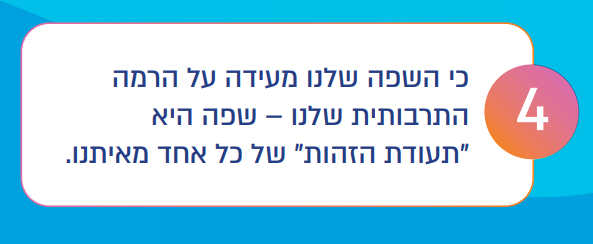 כי השפה שלנו מעידה על הרמה
התרבותית שלנו – שפה היא
"תעודת הזהות" של כל אחד מאיתנו.
4